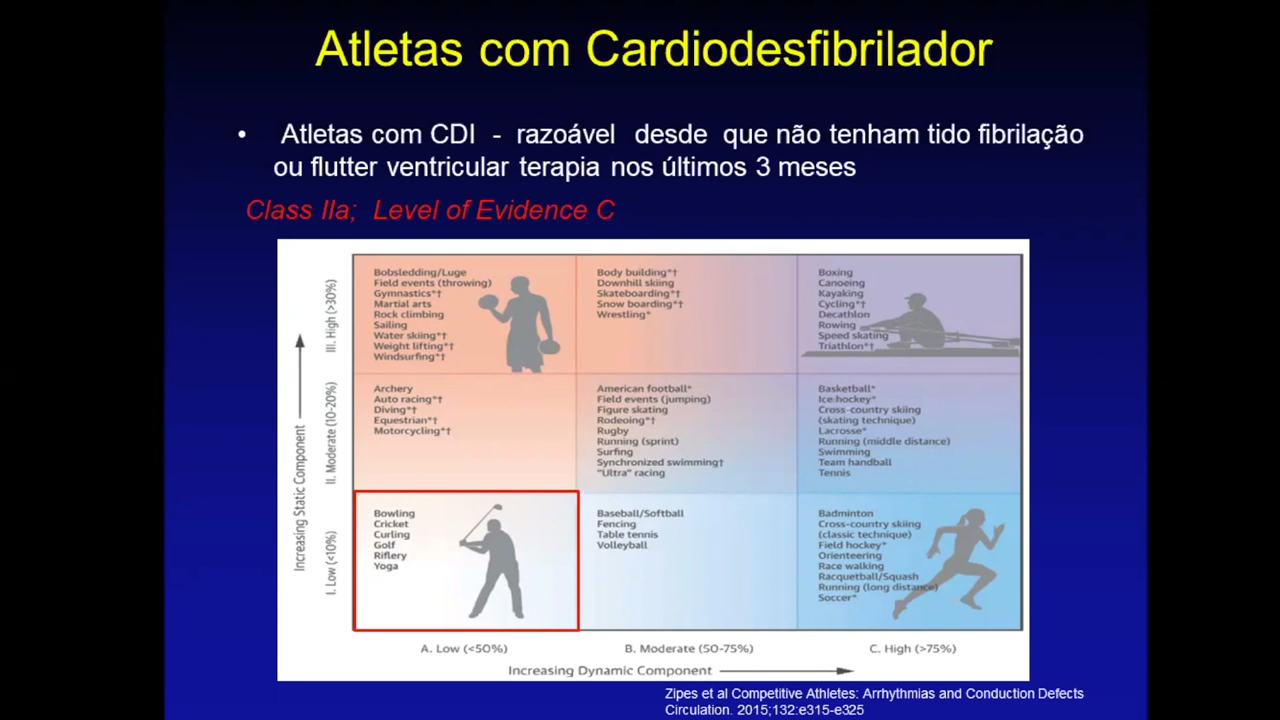 Atletas com Cardiodesfibrilador
• Atletas com CDI - razoável desde que não tenham tido fibrilação
ou flutter ventricular terapia nos últimos 3 meses
Class IIa; Level of Evidence C
Increasing Static Component
III. High (>30%)
Bobsledding/Luge
Field events (throwing)
Gymnastics*†
Martial arts
Rock climbing
Sailing
Water skiing*†
Weight lifting*†
Windsurfing*†
Body building*†
Downhill skiing
Skateboarding*†
Snow boarding*†
Wrestling*
Boxing
Canoeing
Kayaking
Cycling*†
Decathlon
Rowing
Speed skating
Triathlon*†
II. Moderate (10-20%)
Archery
Auto racing*†
Diving*†
Equestrian*†
Motorcycling*†
American football*
Field events (jumping)
Figure skating
Rodeoing*†
Rugby
Running (sprint)
Surfing
Synchronized swimming†
"Ultra" racing
Basketball*
Ice hockey*
Cross-country skiing
(skating technique)
Lacrosse*
Running (middle distance)
Swimming
Team handball
Tennis
I. Low (<10%)
Bowling
Cricket
Curling
Golf
Riflery
Yoga
Baseball/Softball
Fencing
Table tennis
Volleyball
Badminton
Cross-country skiing
(classic technique)
Field hockey*
Orienteering
Race walking
Racquetball/Squash
Running (long distance)
Soccer*
A. Low (<50%)
B. Moderate (50-75%)
C. High (>75%)
Increasing Dynamic Component
Zipes et al Competitive Athletes: Arrhythmias and Conduction Defects
Circulation. 2015;132:e315-e325